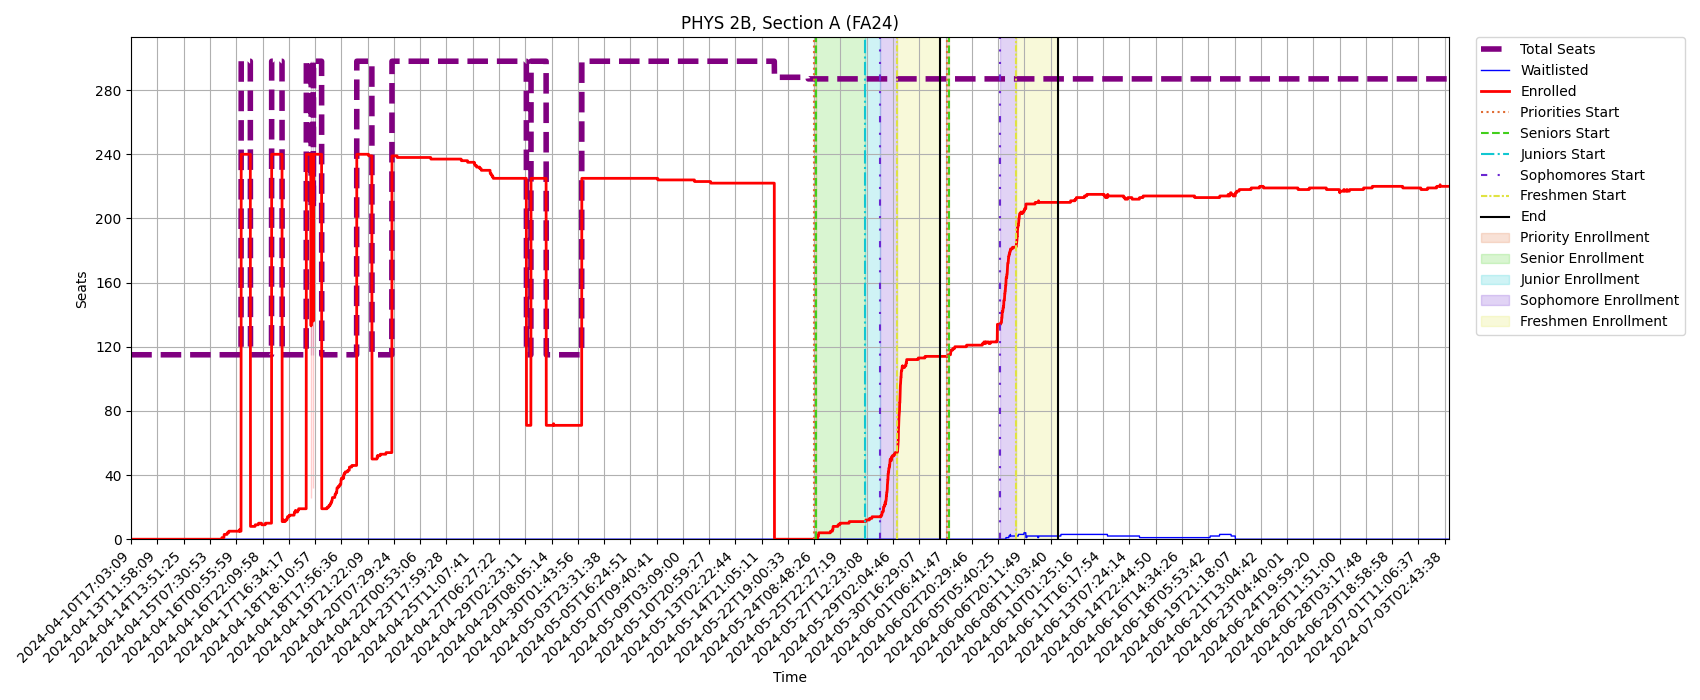 PHYS 2B, Section A (FA24)
Seats
280
240
200
160
120
80
40
0
2024-04-10T17:03:09
2024-04-13T11:58:09
2024-04-14T13:51:25
2024-04-15T07:30:53
2024-04-16T00:55:59
2024-04-16T22:09:58
2024-04-17T16:34:17
2024-04-18T18:10:57
2024-04-18T17:56:36
2024-04-19T21:22:09
2024-04-20T07:29:24
2024-04-22T00:53:06
2024-04-23T17:59:28
2024-04-25T11:07:41
2024-04-27T06:27:22
2024-04-29T02:23:11
2024-04-29T08:05:14
2024-04-30T01:43:56
2024-05-03T23:31:38
2024-05-05T16:24:51
2024-05-07T09:40:41
2024-05-09T03:09:00
2024-05-10T20:59:27
2024-05-13T02:22:44
2024-05-14T21:05:11
2024-05-22T19:00:33
2024-05-24T08:48:26
2024-05-25T22:27:19
2024-05-27T12:23:08
2024-05-29T02:04:46
2024-05-30T16:29:07
2024-06-01T06:41:47
2024-06-02T20:29:46
2024-06-05T05:40:25
2024-06-06T20:11:49
2024-06-08T11:03:40
2024-06-10T01:25:16
2024-06-11T16:17:54
2024-06-13T07:24:14
2024-06-14T22:44:50
2024-06-16T14:34:26
2024-06-18T05:53:42
2024-06-19T21:18:07
2024-06-21T13:04:42
2024-06-23T04:40:01
2024-06-24T19:59:20
2024-06-26T11:51:00
2024-06-28T03:17:48
2024-06-29T18:58:58
2024-07-01T11:06:37
2024-07-03T02:43:38
Time
Total Seats
Waitlisted
Enrolled
Priorities Start
Seniors Start
Juniors Start
Sophomores Start
Freshmen Start
End
Priority Enrollment
Senior Enrollment
Junior Enrollment
Sophomore Enrollment
Freshmen Enrollment